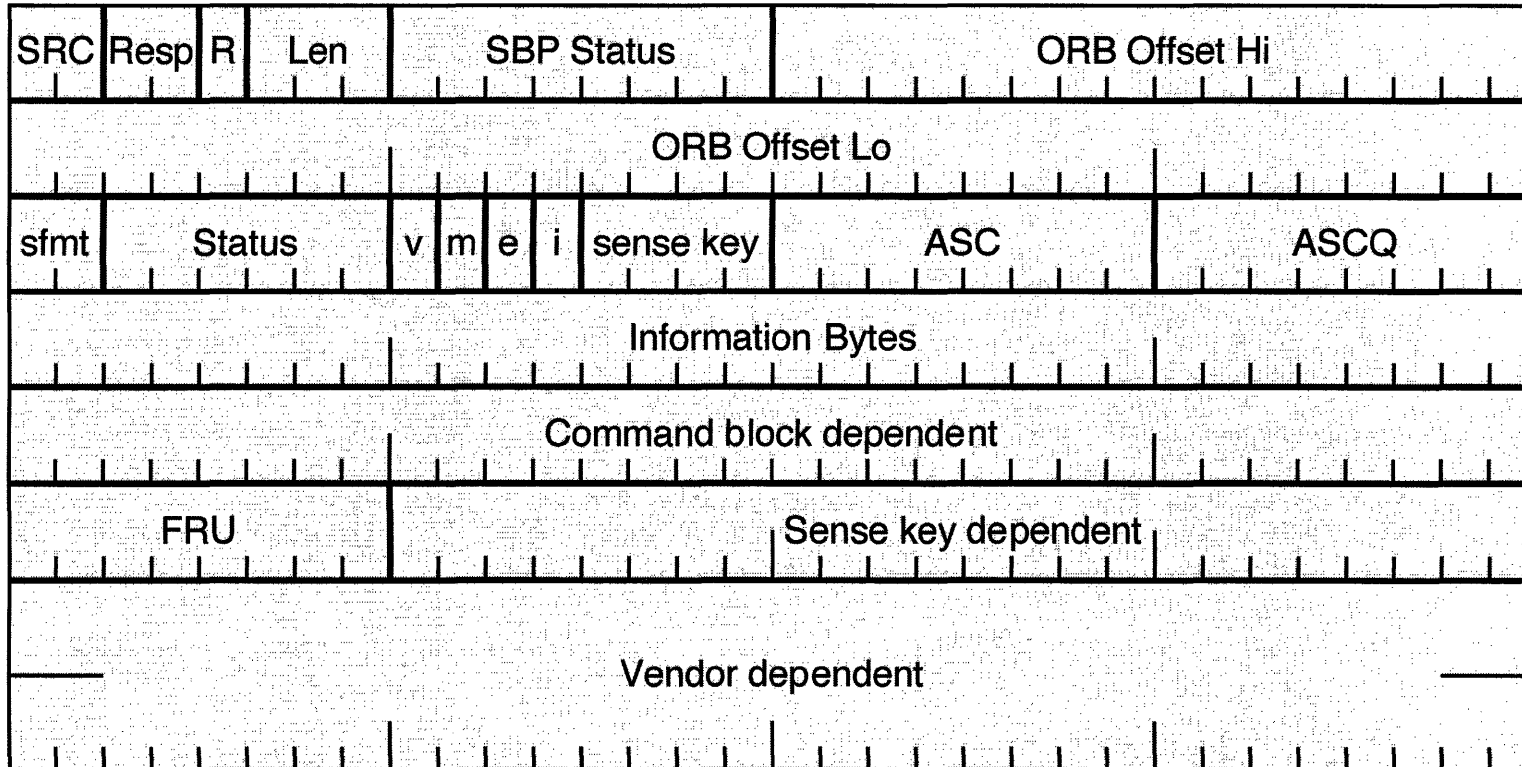 SRC Resp R Len SBP Status ORB Offset Hi
ORB Offset Lo
sfmt Status v m e i sense key ASC ASCQ
Information Bytes
Command block dependent
FRU Sense key dependent
Vendor dependent